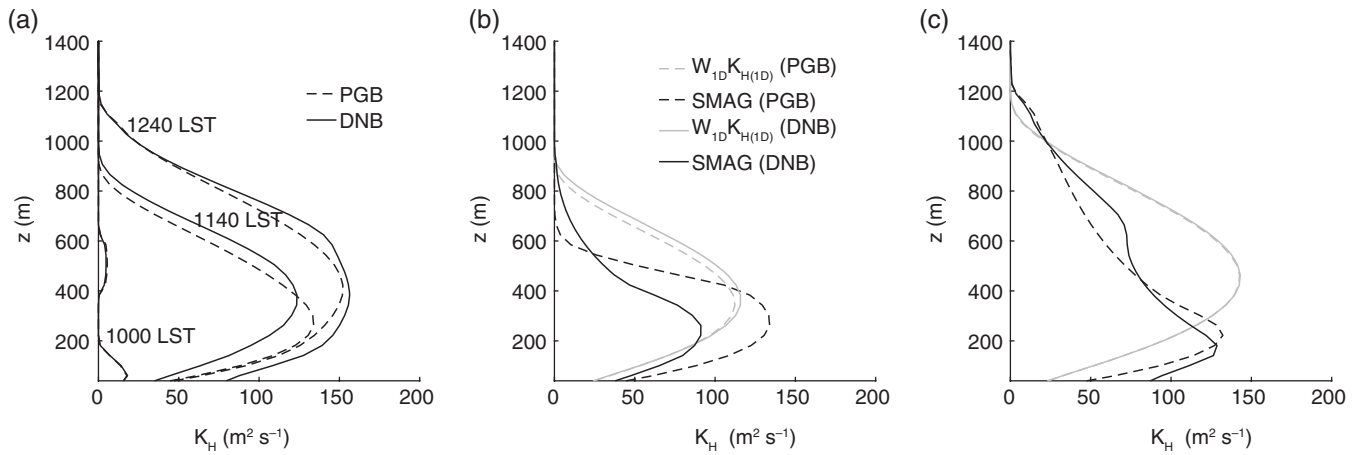 (a)
1400
1200
1000
800
600
400
200
z (m)
1240 LST
1140 LST
1000 LST
PGB
DNB
0
50
100
150
200
K_H (m² s⁻¹)
(b)
1400
1200
1000
800
600
400
200
z (m)
W_1D K_H(1D) (PGB)
SMAG (PGB)
W_1D K_H(1D) (DNB)
SMAG (DNB)
0
50
100
150
200
K_H (m² s⁻¹)
(c)
1400
1200
1000
800
600
400
200
z (m)
0
50
100
150
200
K_H (m² s⁻¹)